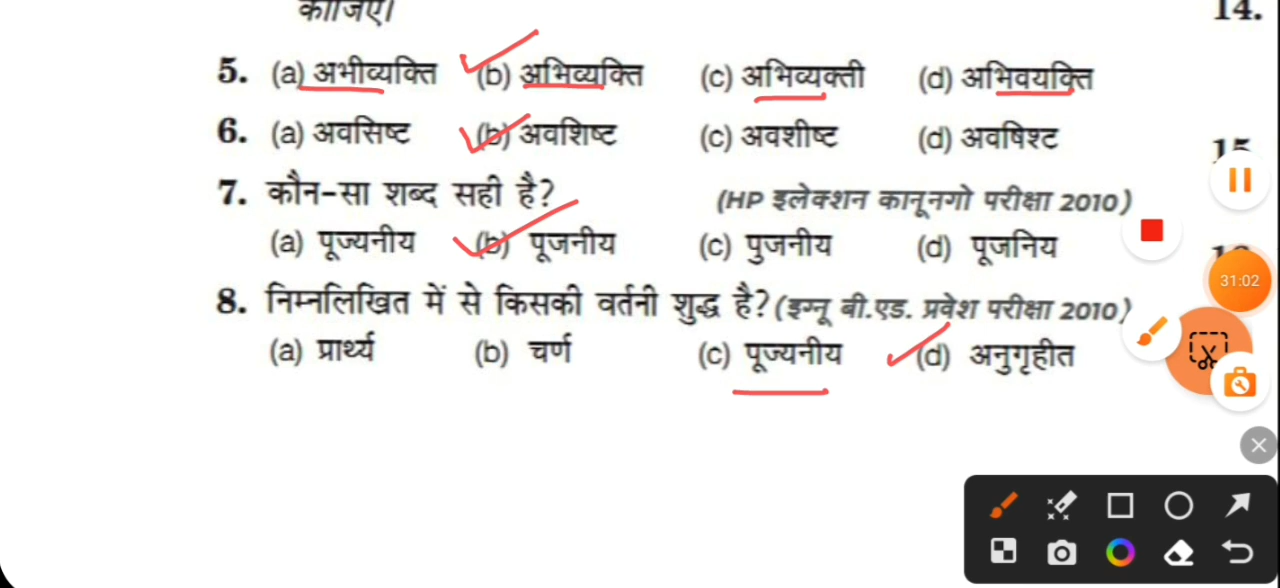 कीजिए।
14.
5. (a) अभीव्यक्ति (b) अभिव्यक्ति (c) अभिव्यक्ती (d) अभिवयक्ति
6. (a) अवसिष्ट (b) अवशिष्ट (c) अवशीष्ट (d) अवषिश्ट
7. कौन-सा शब्द सही है? (HP इलेक्शन कानूनगो परीक्षा 2010)
(a) पूज्यनीय (b) पूजनीय (c) पुजनीय (d) पूजनिय
8. निम्नलिखित में से किसकी वर्तनी शुद्ध है? (इग्नू बी.एड. प्रवेश परीक्षा 2010)
(a) प्रार्थ्य (b) चर्ण (c) पूज्यनीय (d) अनुगृहीत
31:02